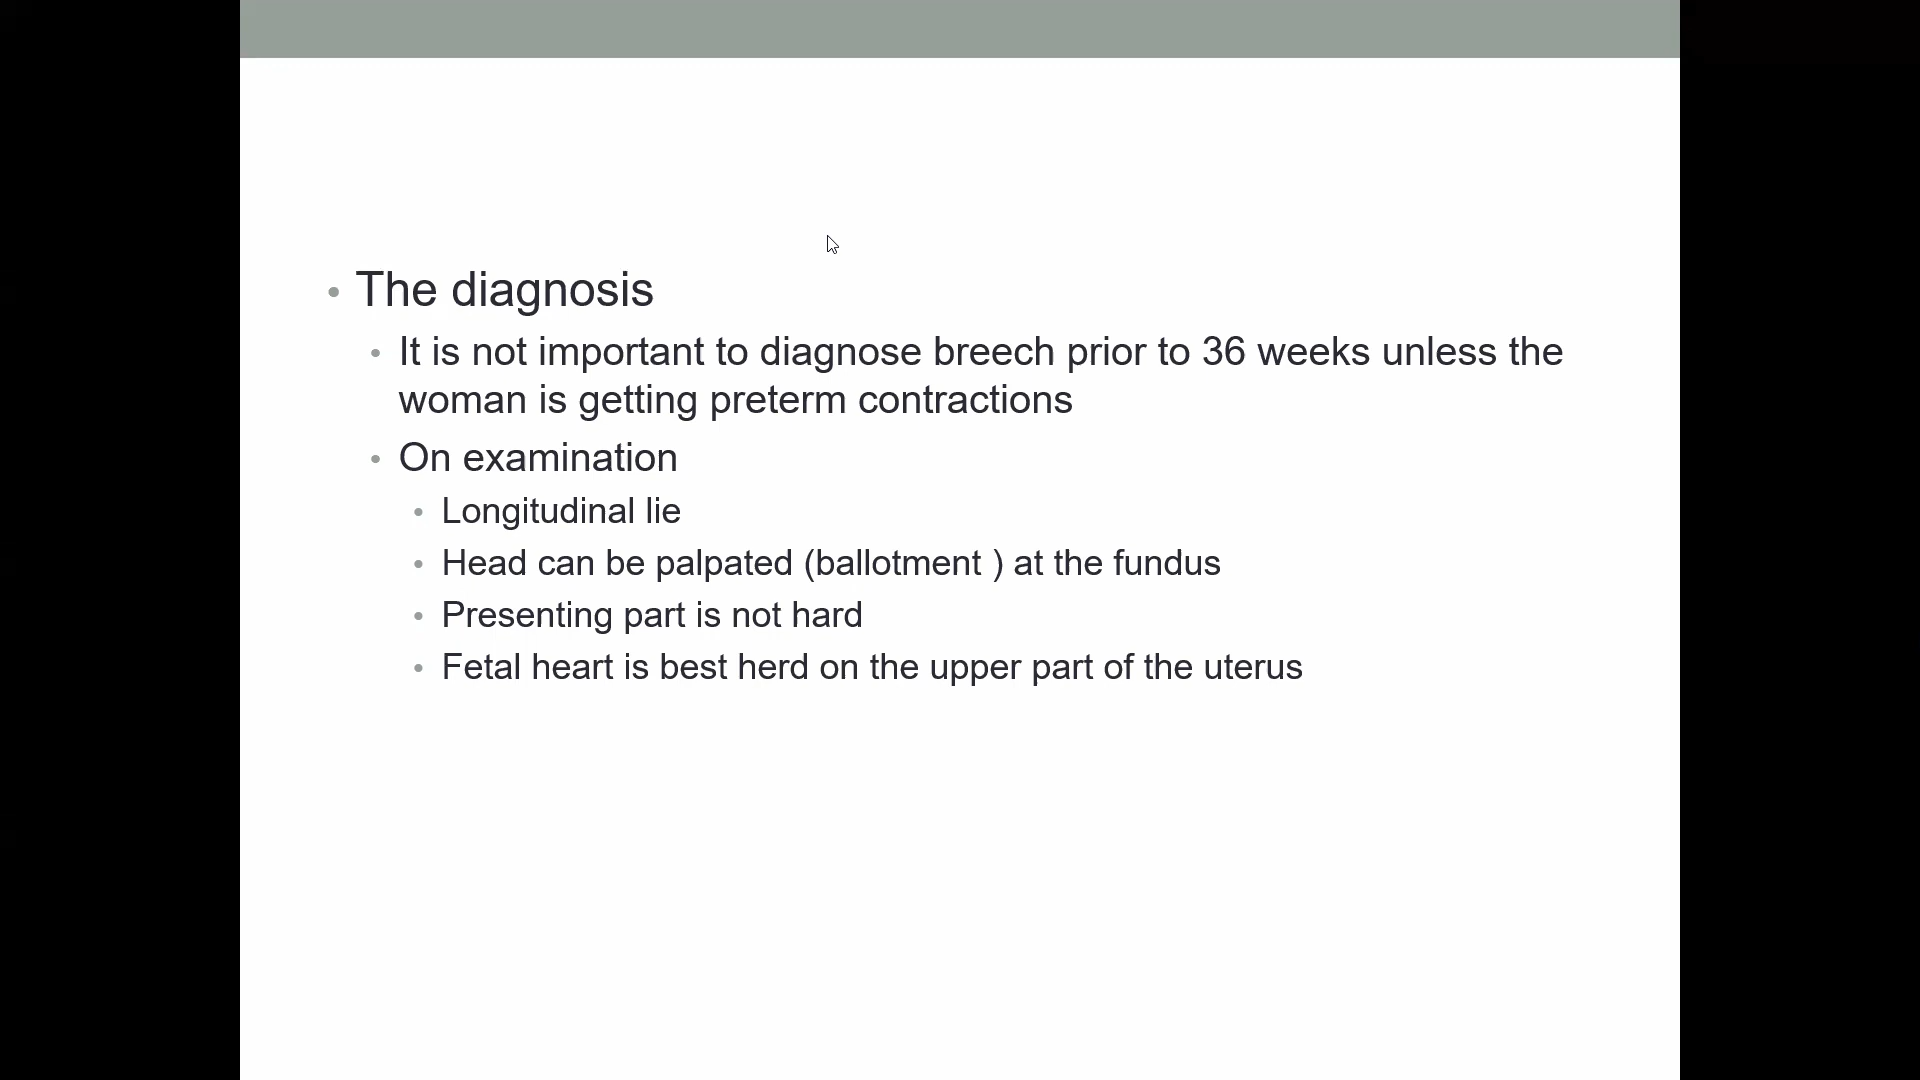 • The diagnosis
• It is not important to diagnose breech prior to 36 weeks unless the
woman is getting preterm contractions
• On examination
• Longitudinal lie
• Head can be palpated (ballotment ) at the fundus
• Presenting part is not hard
• Fetal heart is best herd on the upper part of the uterus